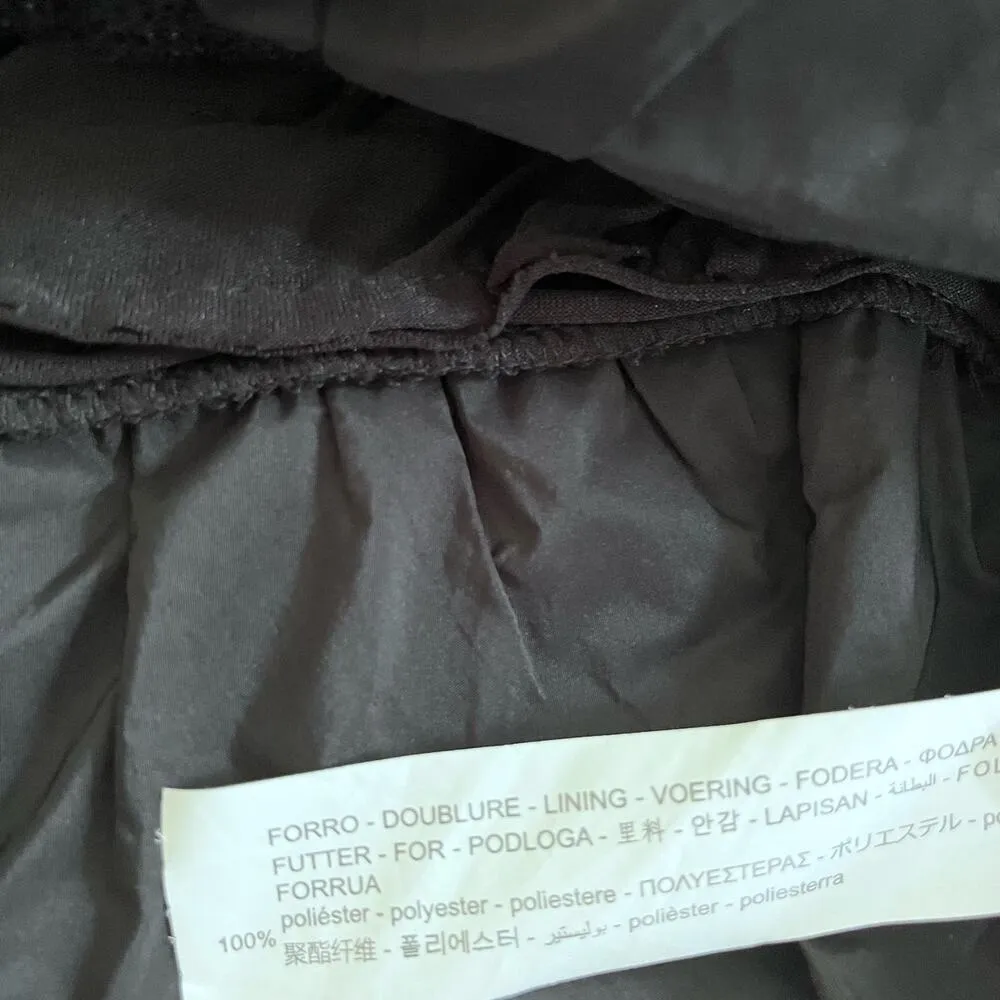 FORRO - DOUBLURE - LINING - VOERING - FODERA - ΦΟΔΡΑ
FUTTER - FOR - PODLOGA - 里料 - 안감 - LAPISAN - البطانة - FOL
FORRUA
100% poliéster - polyester - poliestere - ΠΟΛΥΕΣΤΕΡΑΣ - ポリエステル - po
聚酯纤维 - 폴리에스터 - بوليستير - polièster - poliesterra